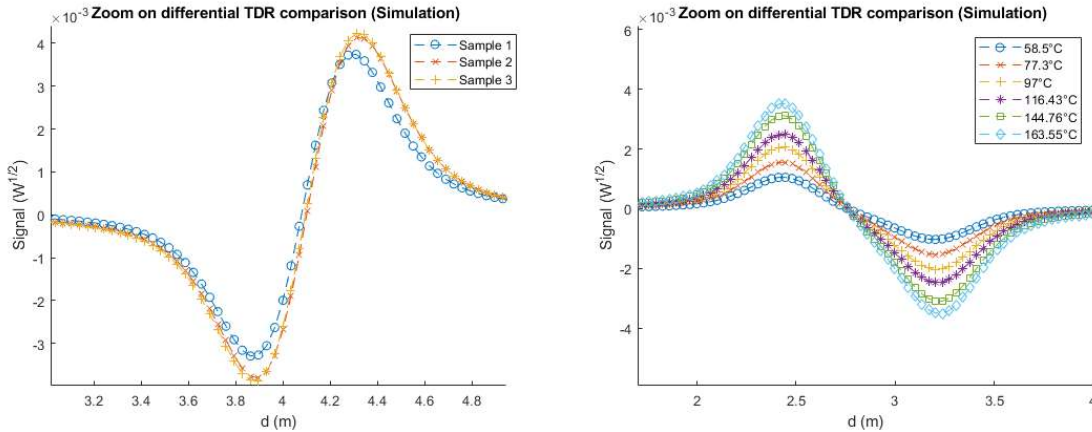 Zoom on differential TDR comparison (Simulation)
×10-3
4
3
2
1
0
-1
-2
-3
3.2 3.4 3.6 3.8 4 4.2 4.4 4.6 4.8
d (m)
Signal (W1/2)
Sample 1
Sample 2
Sample 3
Zoom on differential TDR comparison (Simulation)
×10-3
6
4
2
0
-2
-4
2 2.5 3 3.5 4
d (m)
Signal (W1/2)
58.5°C
77.3°C
97°C
116.43°C
144.76°C
163.55°C